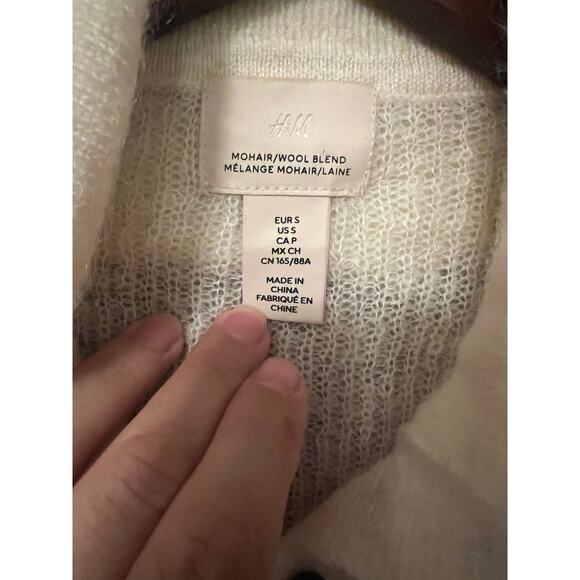 H&M
MOHAIR/WOOL BLEND
MÉLANGE MOHAIR/LAINE
EUR S
US S
CA P
MX CH
CN 165/88A
MADE IN
CHINA
FABRIQUÉ EN
CHINE